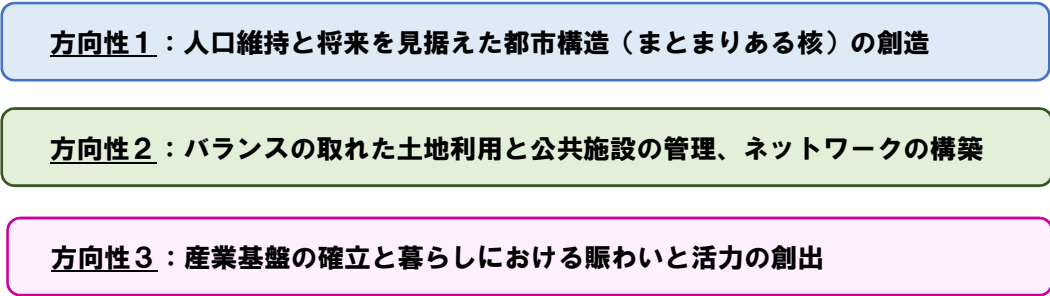 方向性１：人口維持と将来を見据えた都市構造（まとまりある核）の創造
方向性２：バランスの取れた土地利用と公共施設の管理、ネットワークの構築
方向性３：産業基盤の確立と暮らしにおける賑わいと活力の創出